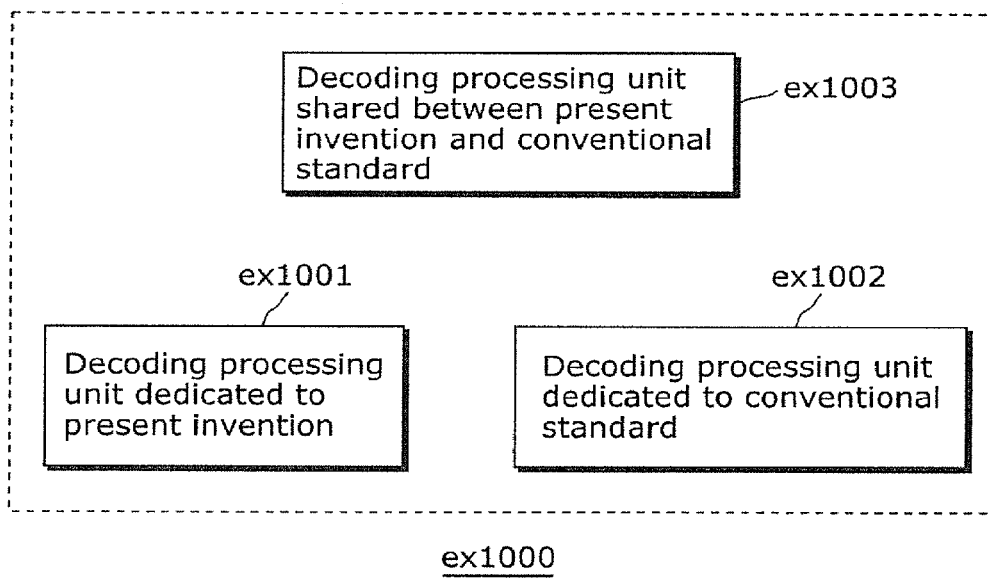 Decoding processing unit
shared between present
invention and conventional
standard
ex1003
ex1001
Decoding processing
unit dedicated to
present invention
ex1002
Decoding processing unit
dedicated to conventional
standard
ex1000